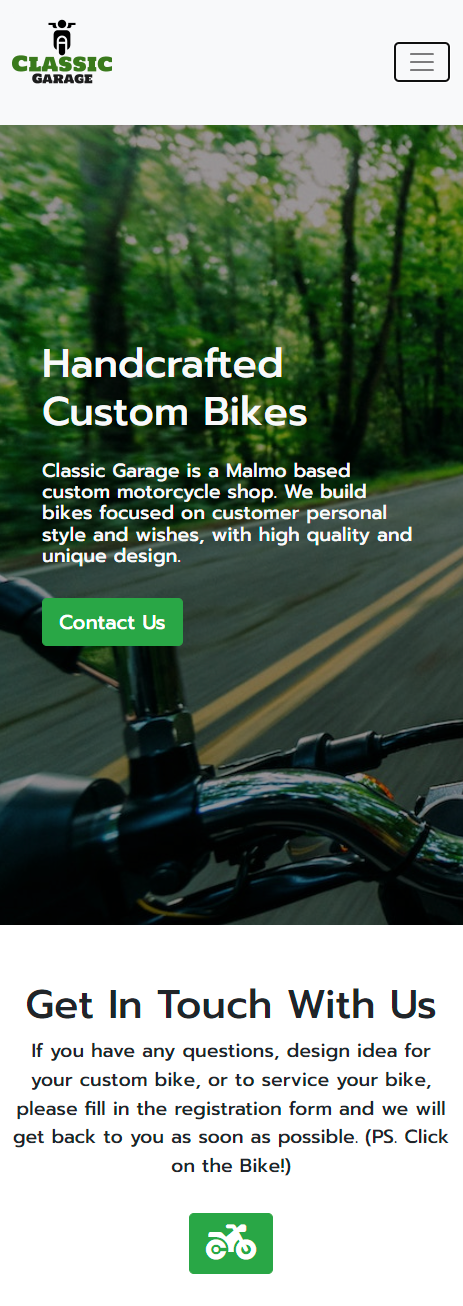 CLASSIC
GARAGE
Handcrafted
Custom Bikes
Classic Garage is a Malmo based
custom motorcycle shop. We build
bikes focused on customer personal
style and wishes, with high quality and
unique design.
Contact Us
Get In Touch With Us
If you have any questions, design idea for
your custom bike, or to service your bike,
please fill in the registration form and we will
get back to you as soon as possible. (PS. Click
on the Bike!)